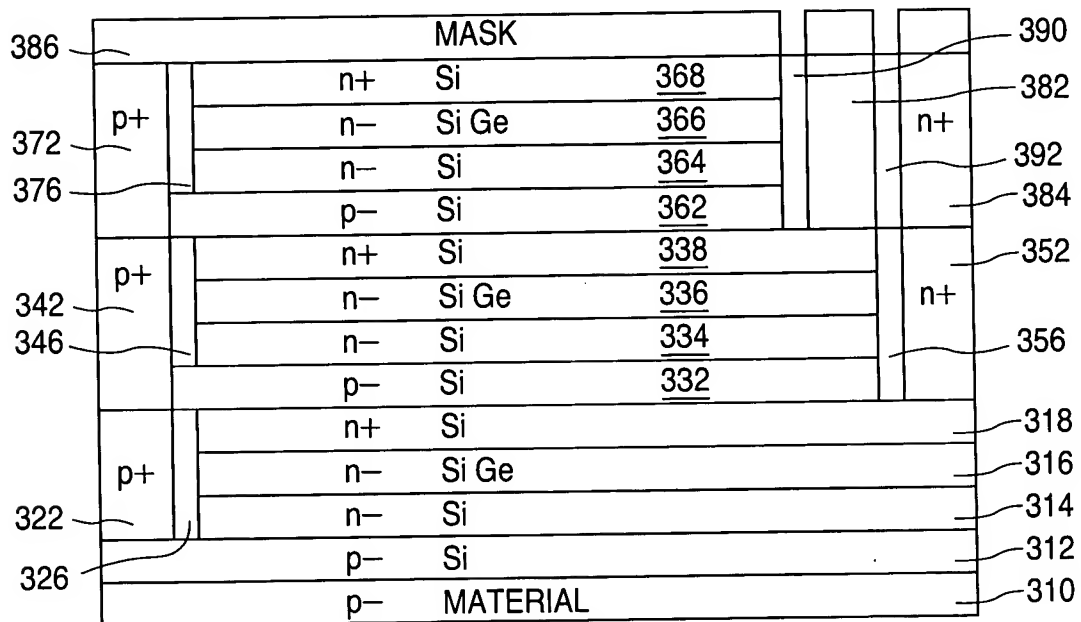 MASK
386
390
n+ Si 368
382
p+
n- Si Ge 366
n+
372
n- Si 364
392
376
p- Si 362
384
n+ Si 338
352
p+
n- Si Ge 336
n+
342
346
n- Si 334
356
p- Si 332
n+ Si
318
p+
n- Si Ge
316
322
n- Si
314
326
p- Si
312
p- MATERIAL
310